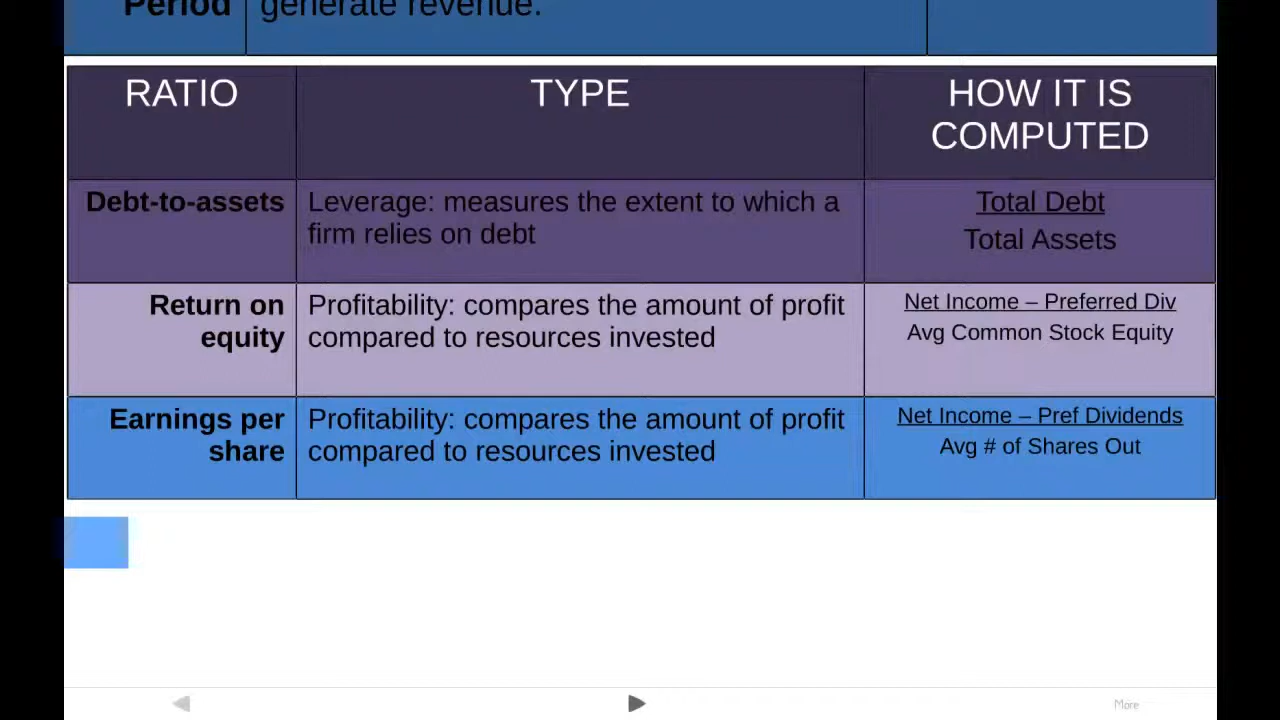 Period
generate revenue.
RATIO
TYPE
HOW IT IS
COMPUTED
Debt-to-assets
Leverage: measures the extent to which a
firm relies on debt
Total Debt
Total Assets
Return on
equity
Profitability: compares the amount of profit
compared to resources invested
Net Income – Preferred Div
Avg Common Stock Equity
Earnings per
share
Profitability: compares the amount of profit
compared to resources invested
Net Income – Pref Dividends
Avg # of Shares Out
More